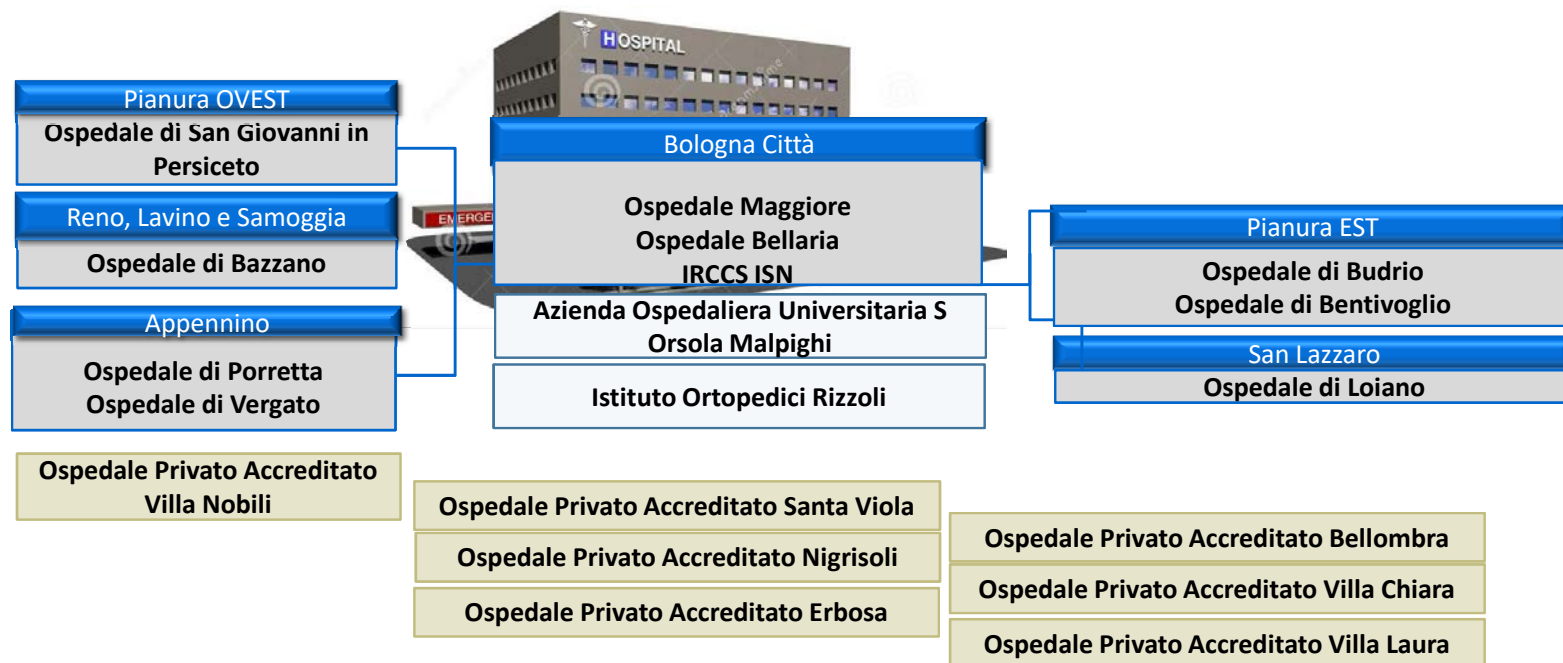 HOSPITAL
Pianura OVEST
Ospedale di San Giovanni in
Persiceto
Reno, Lavino e Samoggia
Ospedale di Bazzano
Appennino
Ospedale di Porretta
Ospedale di Vergato
EMERGE
Bologna Città
Ospedale Maggiore
Ospedale Bellaria
IRCCS ISN
Azienda Ospedaliera Universitaria S
Orsola Malpighi
Istituto Ortopedici Rizzoli
Pianura EST
Ospedale di Budrio
Ospedale di Bentivoglio
San Lazzaro
Ospedale di Loiano
Ospedale Privato Accreditato
Villa Nobili
Ospedale Privato Accreditato Santa Viola
Ospedale Privato Accreditato Nigrisoli
Ospedale Privato Accreditato Erbosa
Ospedale Privato Accreditato Bellombra
Ospedale Privato Accreditato Villa Chiara
Ospedale Privato Accreditato Villa Laura